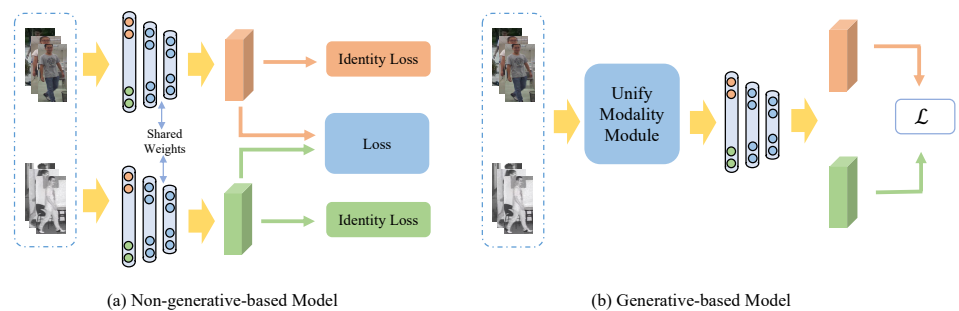 Identity Loss
Shared
Weights
Loss
Identity Loss
(a) Non-generative-based Model
Unify
Modality
Module
ℒ
(b) Generative-based Model